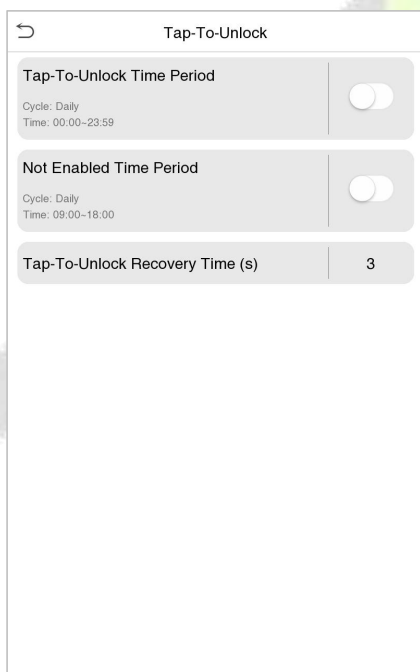 Tap-To-Unlock
Tap-To-Unlock Time Period
Cycle: Daily
Time: 00:00~23:59
Not Enabled Time Period
Cycle: Daily
Time: 09:00~18:00
Tap-To-Unlock Recovery Time (s)
3